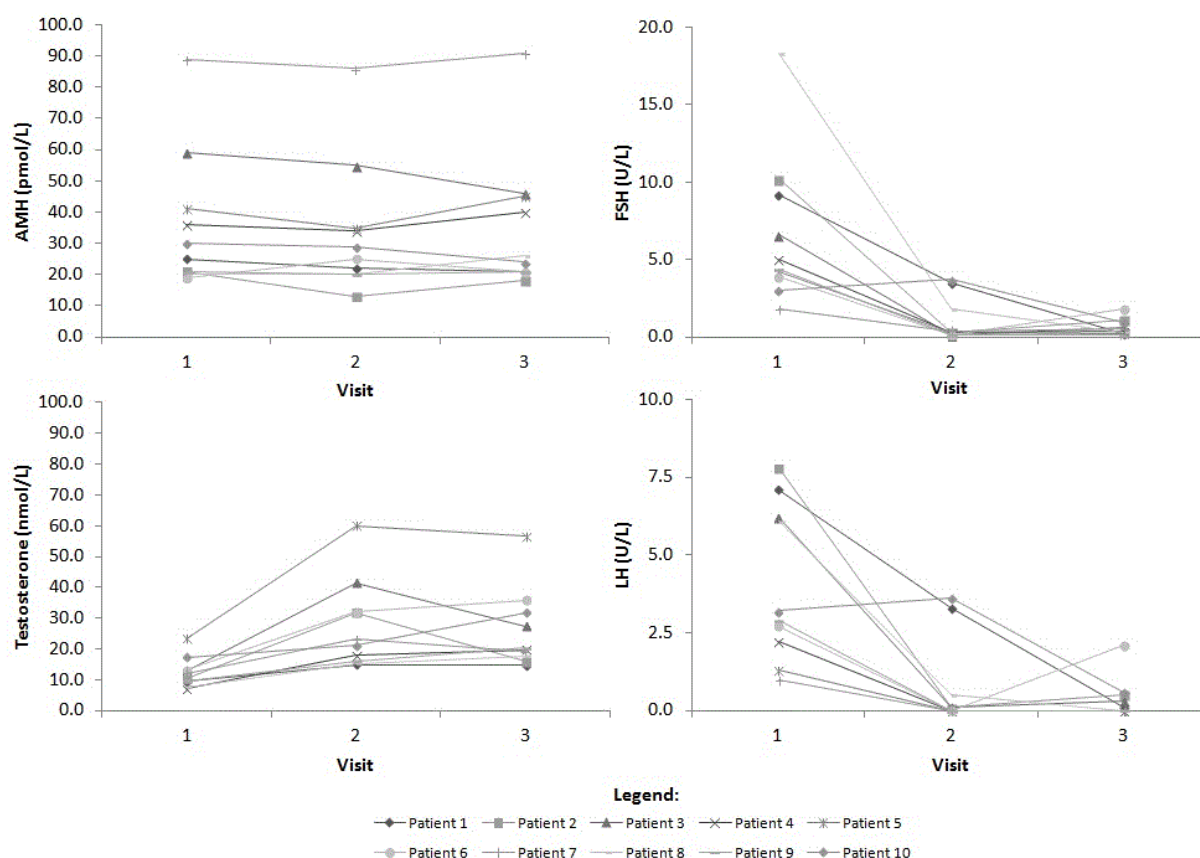 AMH (pmol/L)
100.0
90.0
80.0
70.0
60.0
50.0
40.0
30.0
20.0
10.0
0.0
1 2 3
Visit
FSH (U/L)
20.0
15.0
10.0
5.0
0.0
1 2 3
Visit
Testosterone (nmol/L)
100.0
90.0
80.0
70.0
60.0
50.0
40.0
30.0
20.0
10.0
0.0
1 2 3
Visit
LH (U/L)
10.0
7.5
5.0
2.5
0.0
1 2 3
Visit
Legend:
Patient 1 Patient 2 Patient 3 Patient 4 Patient 5
Patient 6 Patient 7 Patient 8 Patient 9 Patient 10